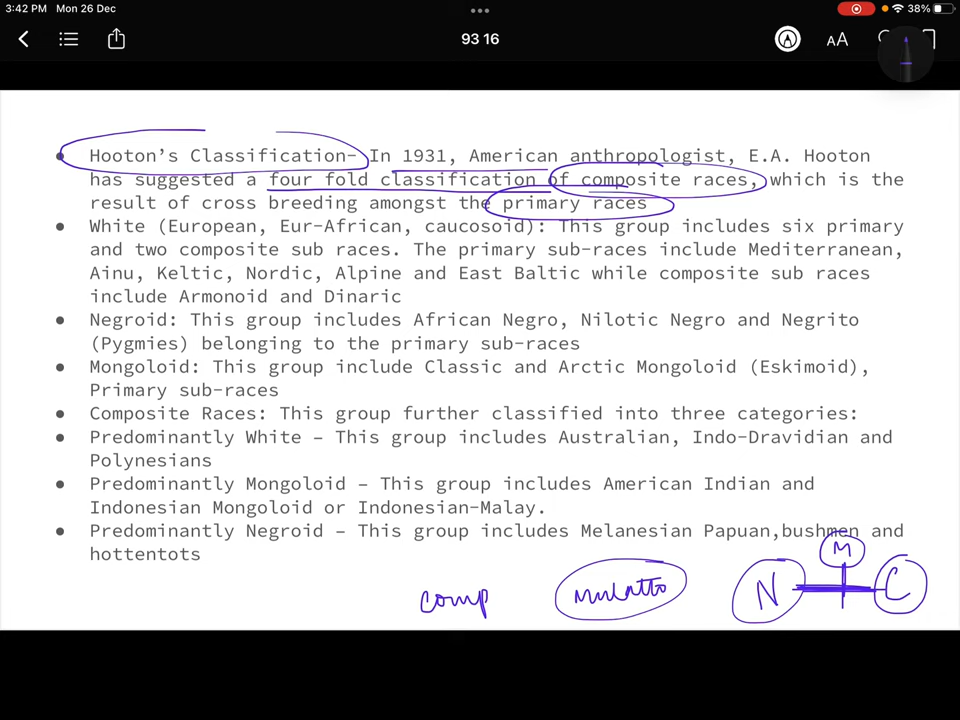 3:42 PM Mon 26 Dec 38%
93 16
AA
• Hooton's Classification- In 1931, American anthropologist, E.A. Hooton
has suggested a four fold classification of composite races, which is the
result of cross breeding amongst the primary races
• White (European, Eur-African, caucosoid): This group includes six primary
and two composite sub races. The primary sub-races include Mediterranean,
Ainu, Keltic, Nordic, Alpine and East Baltic while composite sub races
include Armonoid and Dinaric
• Negroid: This group includes African Negro, Nilotic Negro and Negrito
(Pygmies) belonging to the primary sub-races
• Mongoloid: This group include Classic and Arctic Mongoloid (Eskimoid),
Primary sub-races
• Composite Races: This group further classified into three categories:
• Predominantly White – This group includes Australian, Indo-Dravidian and
Polynesians
• Predominantly Mongoloid – This group includes American Indian and
Indonesian Mongoloid or Indonesian-Malay.
• Predominantly Negroid – This group includes Melanesian Papuan,bushmen and
hottentots
M
comp mulatto N C